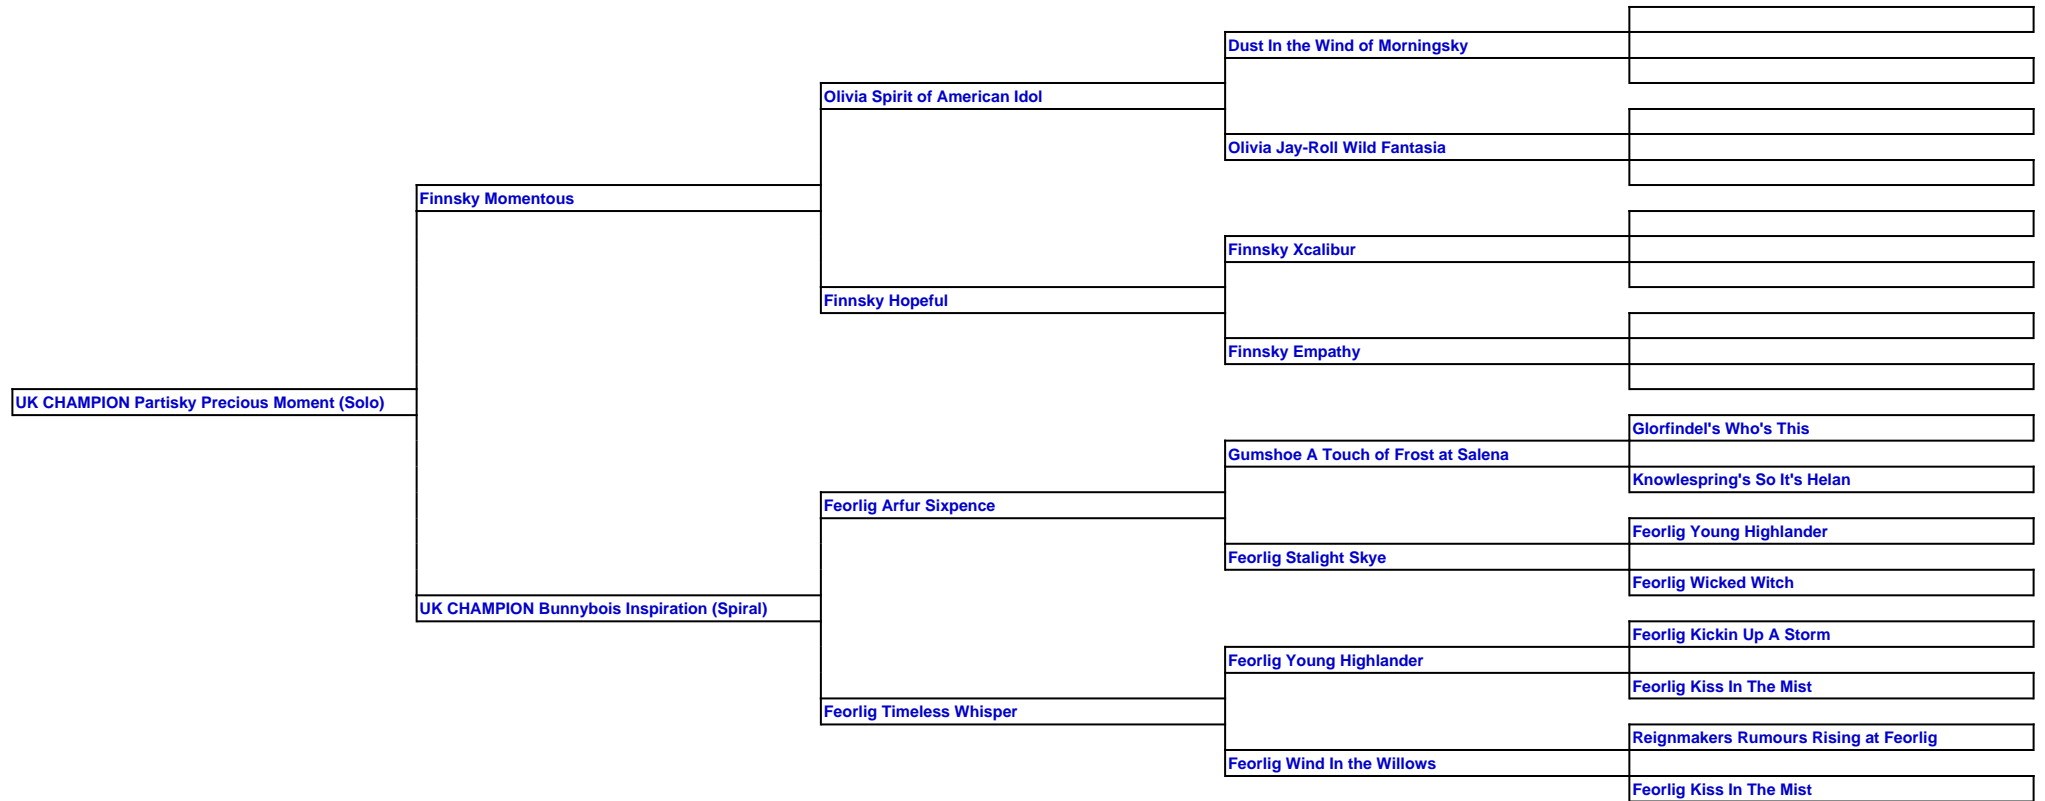 Dust In the Wind of Morningsky
Olivia Spirit of American Idol
Olivia Jay-Roll Wild Fantasia
Finnsky Momentous
Finnsky Xcalibur
Finnsky Hopeful
Finnsky Empathy
UK CHAMPION Partisky Precious Moment (Solo)
Glorfindel's Who's This
Gumshoe A Touch of Frost at Salena
Knowlespring's So It's Helan
Feorlig Arfur Sixpence
Feorlig Young Highlander
Feorlig Stalight Skye
Feorlig Wicked Witch
UK CHAMPION Bunnybois Inspiration (Spiral)
Feorlig Kickin Up A Storm
Feorlig Young Highlander
Feorlig Kiss In The Mist
Feorlig Timeless Whisper
Reignmakers Rumours Rising at Feorlig
Feorlig Wind In the Willows
Feorlig Kiss In The Mist